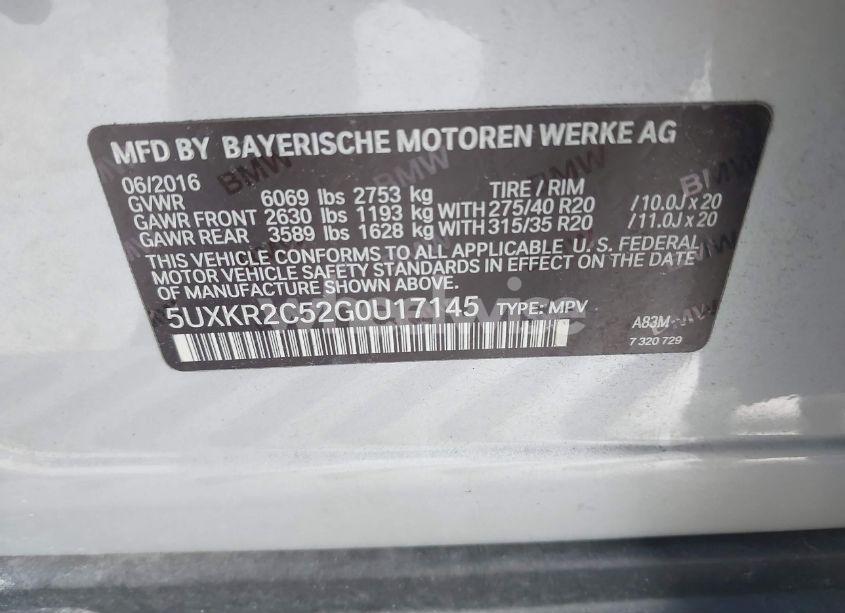 MFD BY BAYERISCHE MOTOREN WERKE AG
06/2016 TIRE / RIM
GVWR 6069 lbs 2753 kg
GAWR FRONT 2630 lbs 1193 kg WITH 275/40 R20 /10.0J x 20
GAWR REAR 3589 lbs 1628 kg WITH 315/35 R20 /11.0J x 20
THIS VEHICLE CONFORMS TO ALL APPLICABLE U. S. FEDERAL
MOTOR VEHICLE SAFETY STANDARDS IN EFFECT ON THE DATE
OF MANUFACTURE SHOWN ABOVE.
5UXKR2C52G0U17145 TYPE: MPV A83M
7 320 729